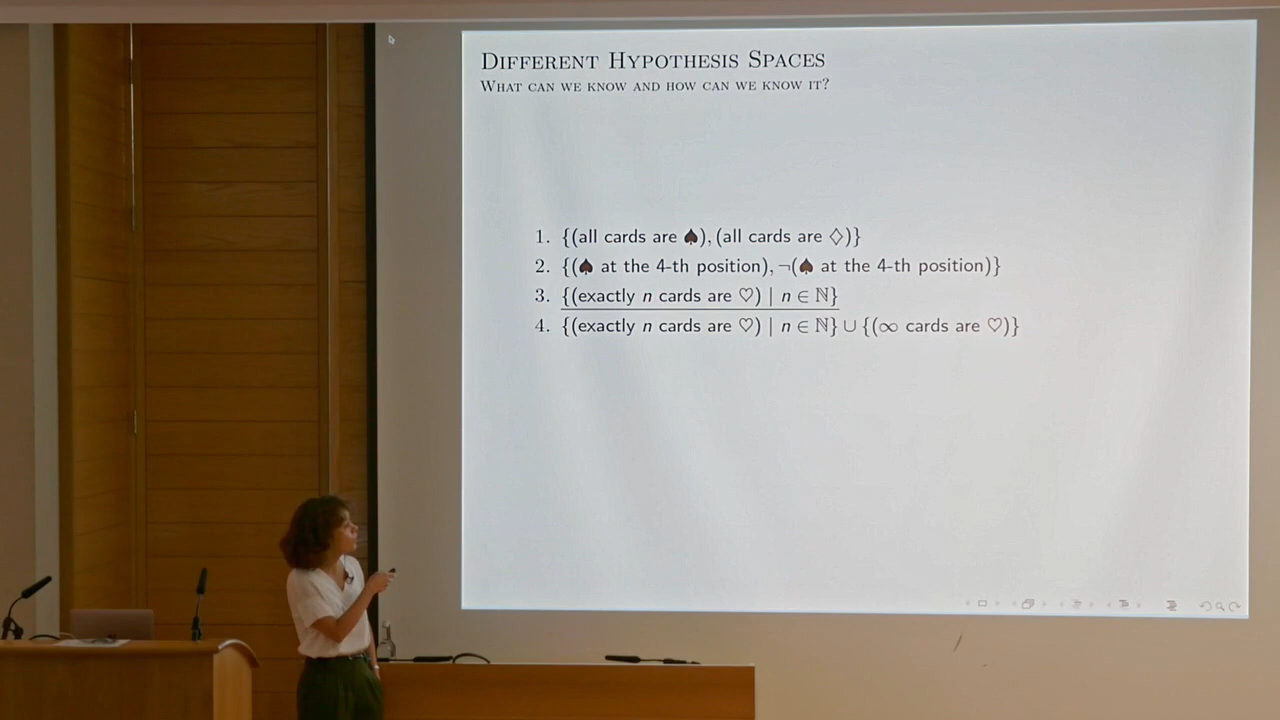 Different Hypothesis Spaces
What can we know and how can we know it?
1. {(all cards are ♠), (all cards are ♢)}
2. {(♠ at the 4-th position), ¬(♠ at the 4-th position)}
3. {(exactly n cards are ♡) | n ∈ ℕ}
4. {(exactly n cards are ♡) | n ∈ ℕ} ∪ {(∞ cards are ♡)}